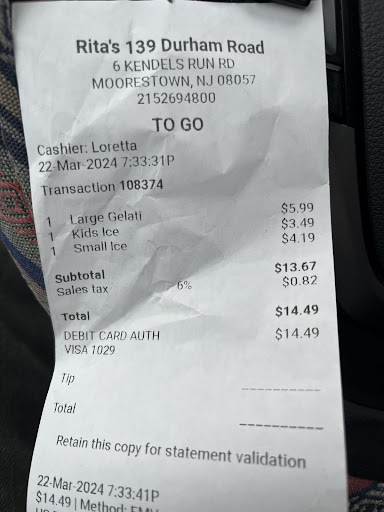 Rita's 139 Durham Road
6 KENDELS RUN RD
MOORESTOWN, NJ 08057
2152694800
TO GO
Cashier: Loretta
22-Mar-2024 7:33:31P
Transaction 108374
1 Large Gelati $5.99
1 Kids Ice $3.49
1 Small Ice $4.19
Subtotal $13.67
Sales tax 6% $0.82
Total $14.49
DEBIT CARD AUTH $14.49
VISA 1029
Tip
Total
Retain this copy for statement validation
22-Mar-2024 7:33:41P
$14.49 | Method: EMV